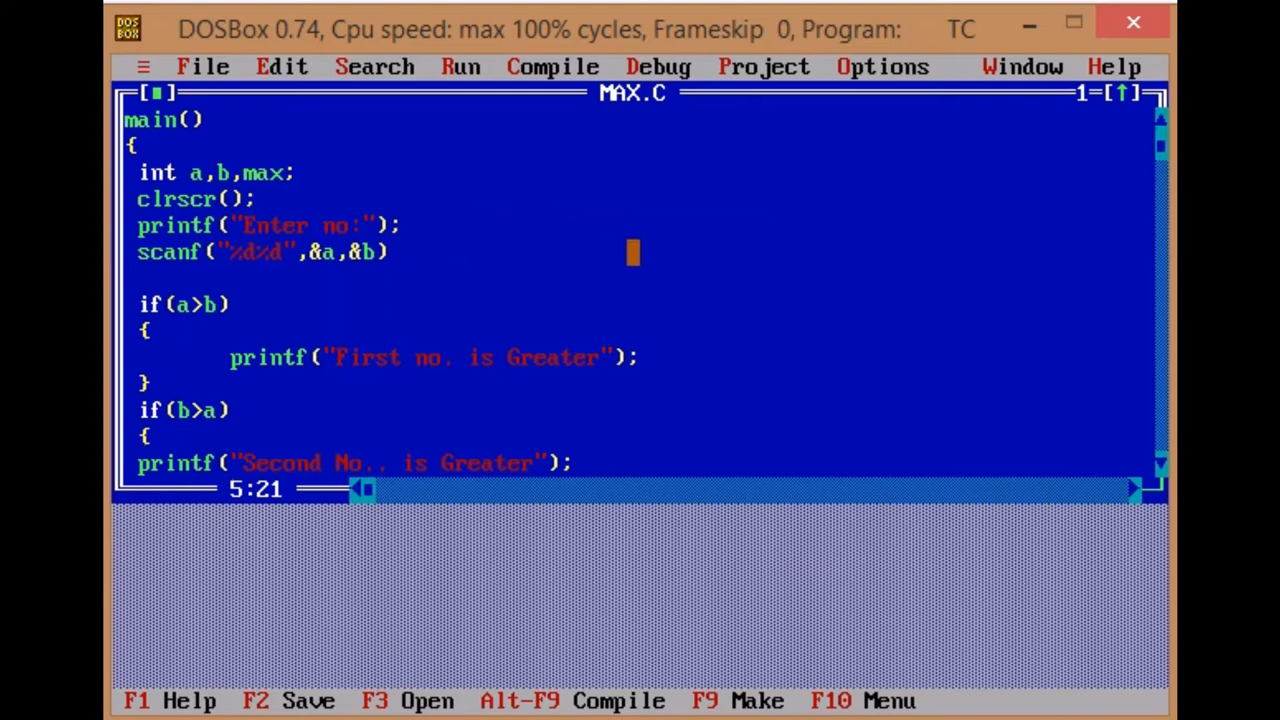 DOS
BOX
DOSBox 0.74, Cpu speed: max 100% cycles, Frameskip 0, Program: TC
≡ File Edit Search Run Compile Debug Project Options Window Help
[■] MAX.C 1=[↑]
main()
{
int a,b,max;
clrscr();
printf("Enter no:");
scanf("%d%d",&a,&b)
if(a>b)
{
printf("First no. is Greater");
}
if(b>a)
{
printf("Second No.. is Greater");
5:21
F1 Help F2 Save F3 Open Alt-F9 Compile F9 Make F10 Menu